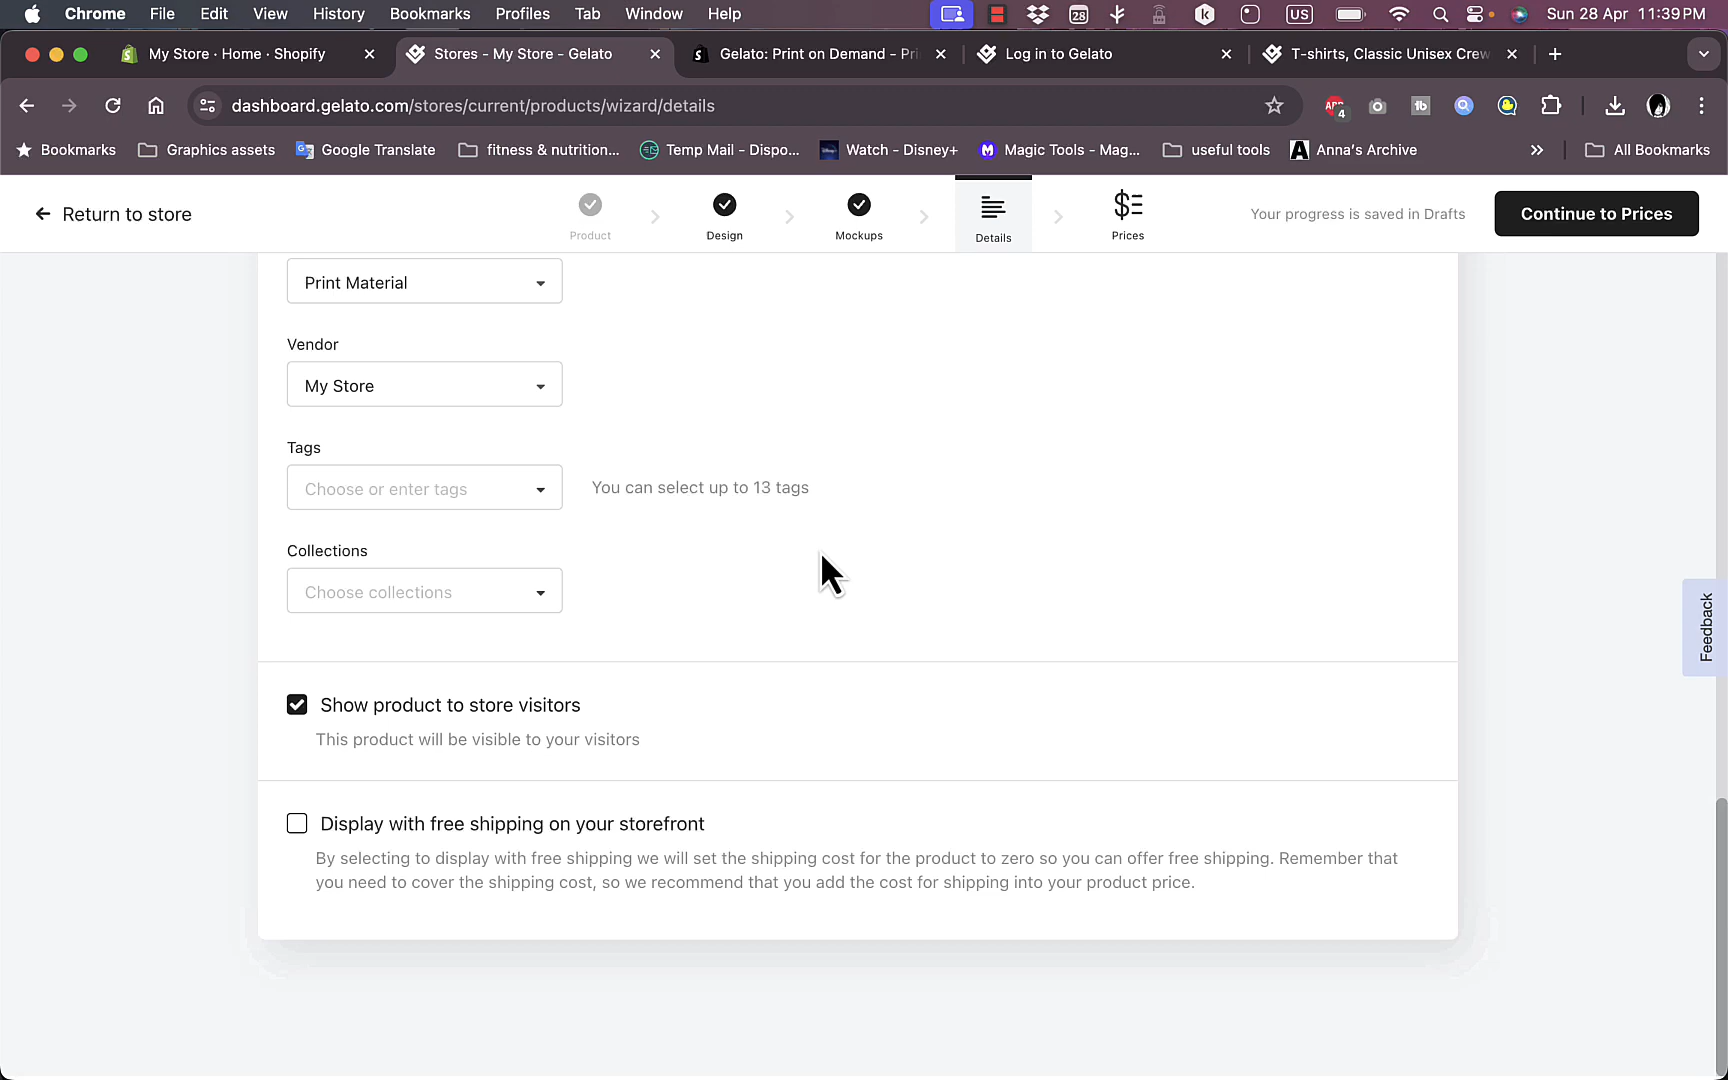 Chrome File Edit View History Bookmarks Profiles Tab Window Help 28 K US Sun 28 Apr 11:39 PM
My Store · Home · Shopify Stores - My Store - Gelato Gelato: Print on Demand - Pri Log in to Gelato T-shirts, Classic Unisex Crew
dashboard.gelato.com/stores/current/products/wizard/details ABP 4 tb
Bookmarks Graphics assets Google Translate fitness & nutrition... Temp Mail - Dispo... Watch - Disney+ Magic Tools - Mag... useful tools Anna's Archive All Bookmarks
Return to store Product Design Mockups Details Prices Your progress is saved in Drafts Continue to Prices
Print Material
Vendor
My Store
Tags
Choose or enter tags You can select up to 13 tags
Collections
Choose collections
Feedback
Show product to store visitors
This product will be visible to your visitors
Display with free shipping on your storefront
By selecting to display with free shipping we will set the shipping cost for the product to zero so you can offer free shipping. Remember that
you need to cover the shipping cost, so we recommend that you add the cost for shipping into your product price.